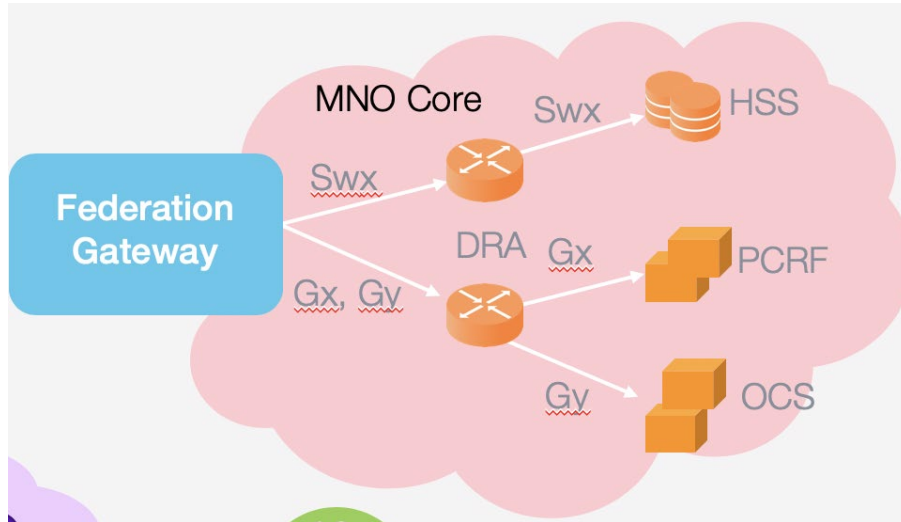 MNO Core
Swx
HSS
Federation
Gateway
Swx
DRA
Gx
PCRF
Gx, Gy
Gy
OCS